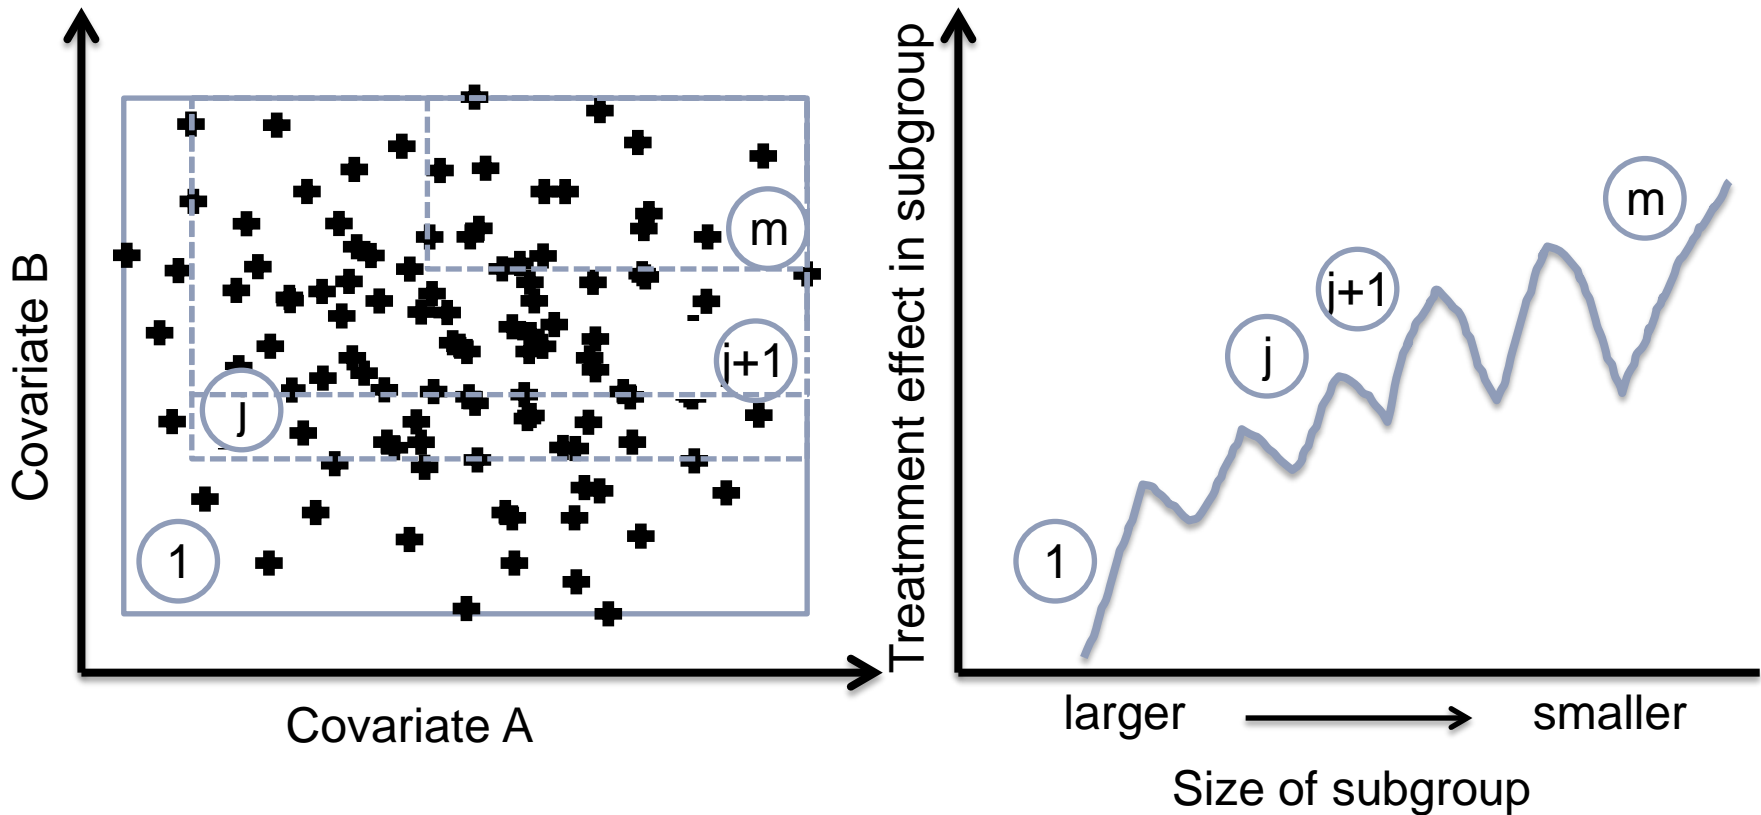 Covariate B
m
j+1
j
1
Covariate A
Treatmment effect in subgroup
m
j+1
j
1
larger
smaller
Size of subgroup